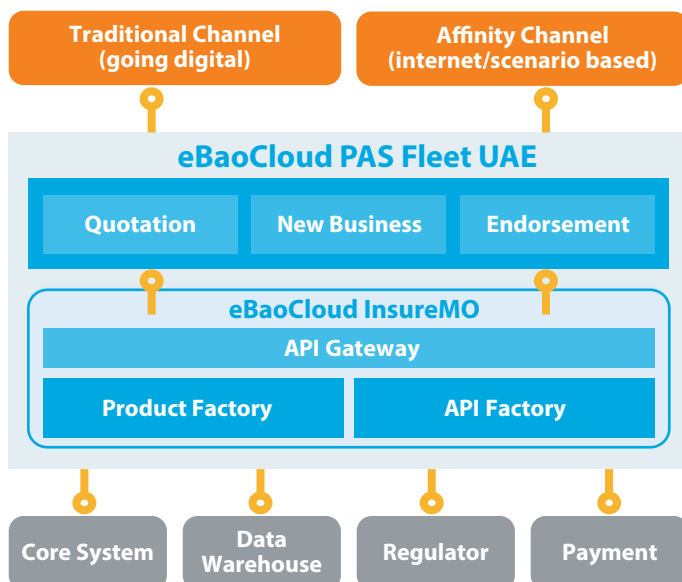 Traditional Channel
(going digital)
Affinity Channel
(internet/scenario based)
eBaoCloud PAS Fleet UAE
Quotation
New Business
Endorsement
eBaoCloud InsureMO
API Gateway
Product Factory
API Factory
Core System
Data
Warehouse
Regulator
Payment